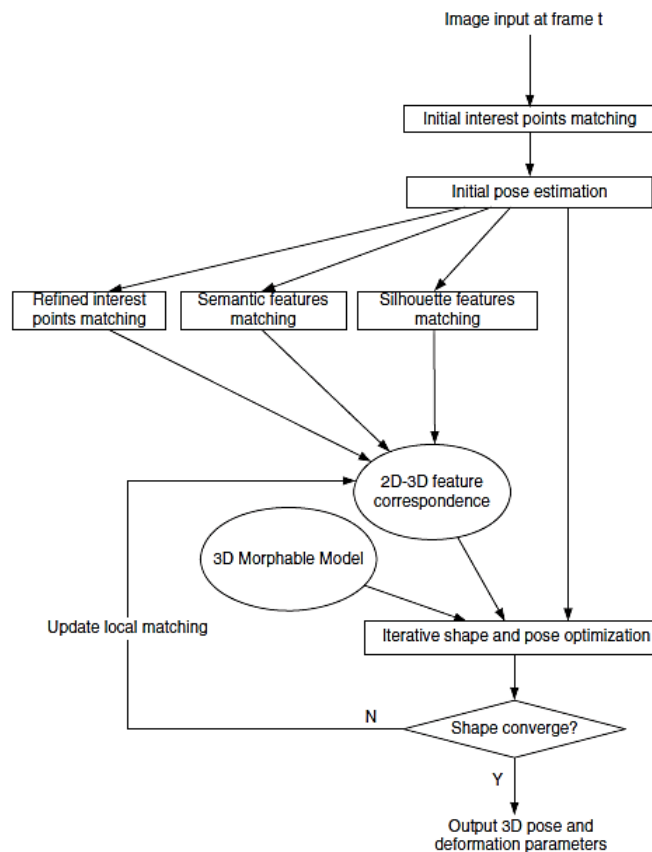 Image input at frame t
Initial interest points matching
Initial pose estimation
Refined interest
points matching
Semantic features
matching
Silhouette features
matching
2D-3D feature
correspondence
3D Morphable Model
Update local matching
Iterative shape and pose optimization
N
Shape converge?
Y
Output 3D pose and
deformation parameters